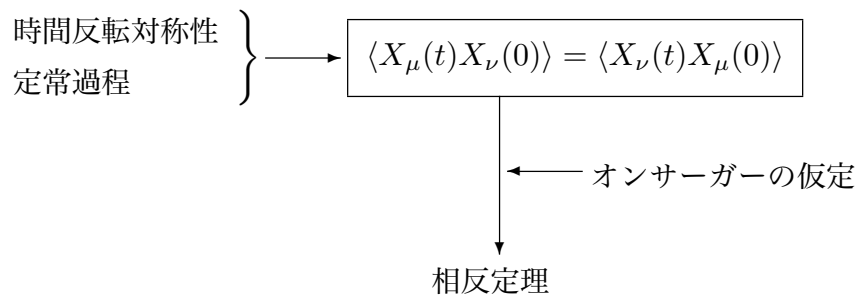 時間反転対称性
定常過程
⟨X_μ(t)X_ν(0)⟩ = ⟨X_ν(t)X_μ(0)⟩
オンサーガーの仮定
相反定理